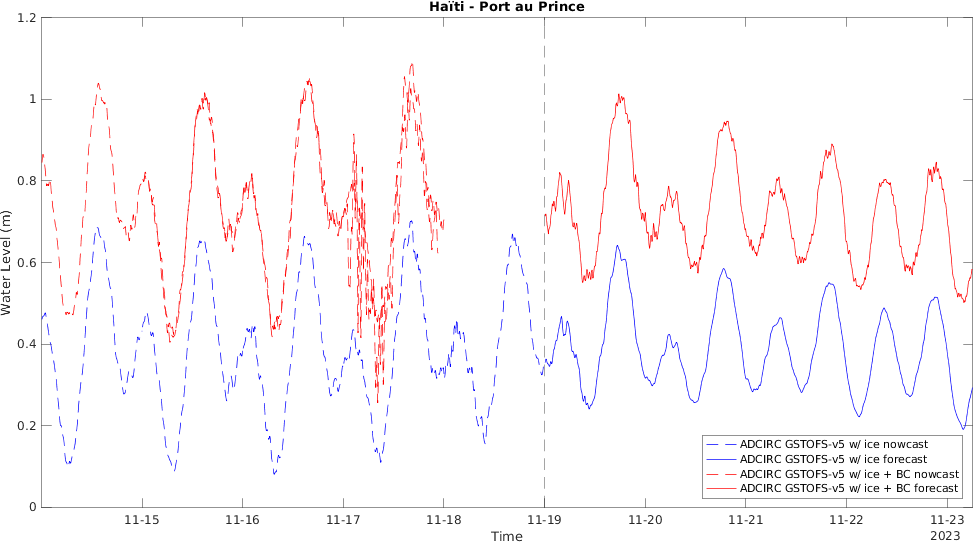 Haïti - Port au Prince
Water Level (m)
1.2
1
0.8
0.6
0.4
0.2
0
11-15
11-16
11-17
11-18
11-19
11-20
11-21
11-22
11-23
Time
2023
ADCIRC GSTOFS-v5 w/ ice nowcast
ADCIRC GSTOFS-v5 w/ ice forecast
ADCIRC GSTOFS-v5 w/ ice + BC nowcast
ADCIRC GSTOFS-v5 w/ ice + BC forecast